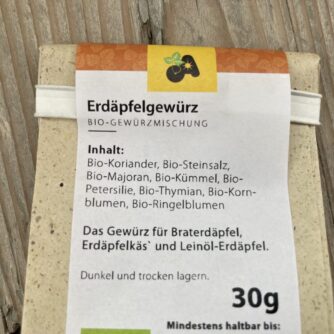 Erdäpfelgewürz
BIO-GEWÜRZMISCHUNG
Inhalt:
Bio-Koriander, Bio-Steinsalz,
Bio-Majoran, Bio-Kümmel, Bio-
Petersilie, Bio-Thymian, Bio-Korn-
blumen, Bio-Ringelblumen
Das Gewürz für Braterdäpfel,
Erdäpfelkäs` und Leinöl-Erdäpfel.
Dunkel und trocken lagern.
30g
Mindestens haltbar bis: